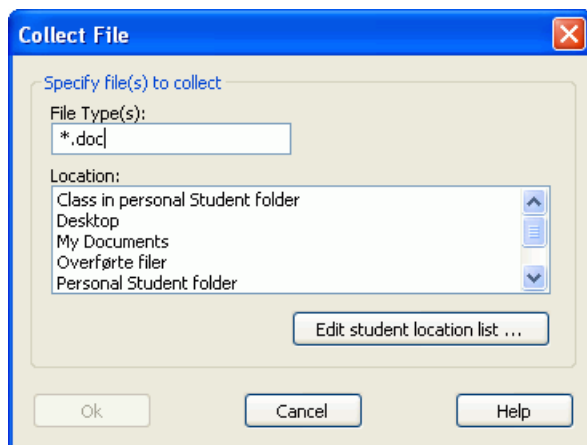 Collect File
Specify file(s) to collect
File Type(s):
*.doc
Location:
Class in personal Student folder
Desktop
My Documents
Overførte filer
Personal Student folder
Edit student location list ...
Ok
Cancel
Help